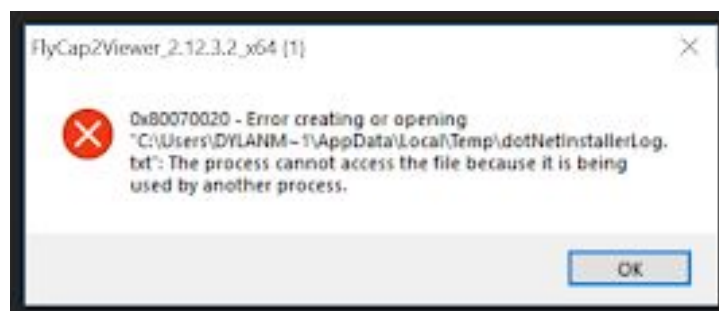 FlyCap2Viewer_2.12.3.2_x64 (1)
0x80070020 - Error creating or opening
"C:\Users\DYLANM~1\AppData\Local\Temp\dotNetInstallerLog.
txt": The process cannot access the file because it is being
used by another process.
OK